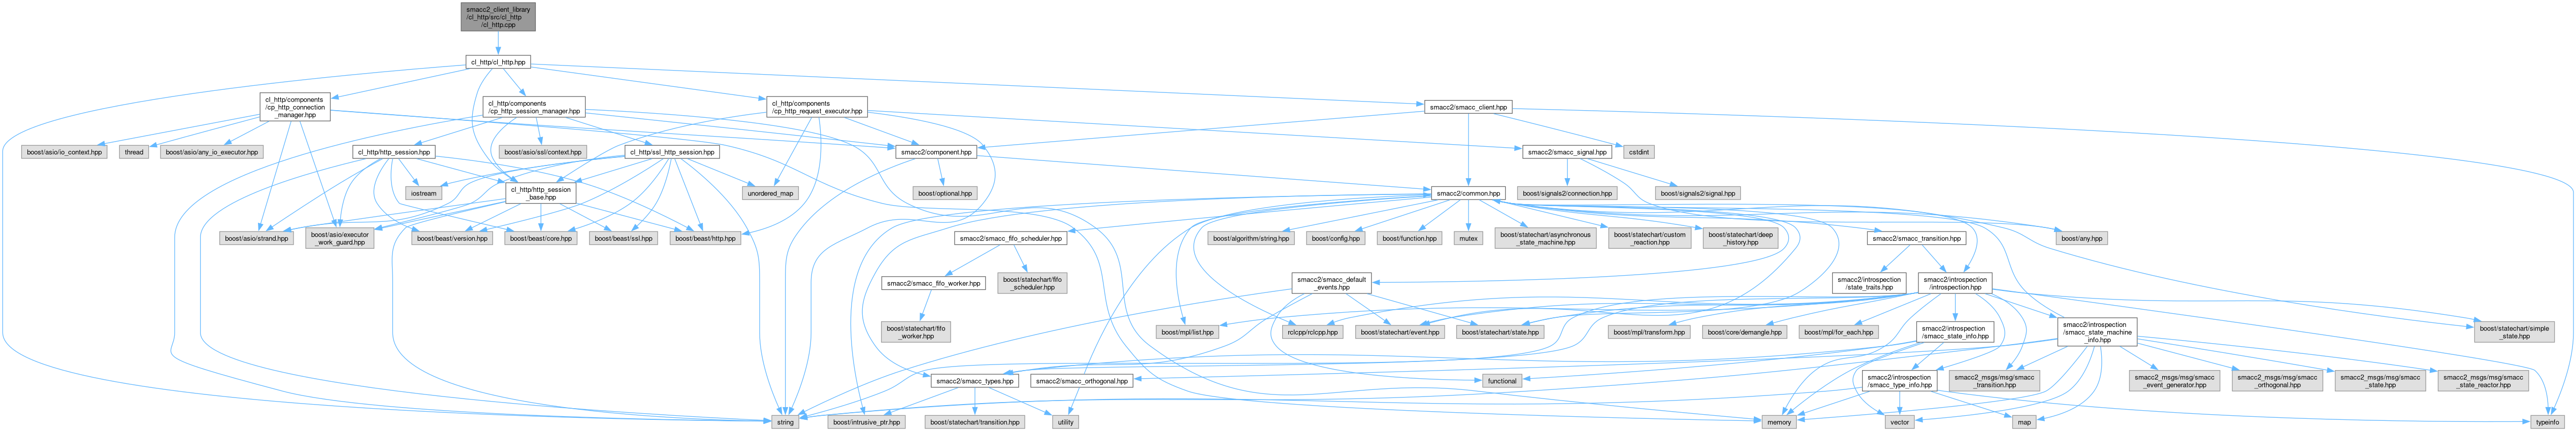 smacc2_client_library
/cl_http/src/cl_http
/cl_http.cpp
cl_http/cl_http.hpp
cl_http/components
/cp_http_connection
_manager.hpp
cl_http/components
/cp_http_session_manager.hpp
cl_http/components
/cp_http_request_executor.hpp
smacc2/smacc_client.hpp
boost/asio/io_context.hpp
thread
boost/asio/any_io_executor.hpp
cl_http/http_session.hpp
boost/asio/ssl/context.hpp
cl_http/ssl_http_session.hpp
smacc2/component.hpp
smacc2/smacc_signal.hpp
cstdint
iostream
cl_http/http_session
_base.hpp
unordered_map
boost/optional.hpp
smacc2/common.hpp
boost/signals2/connection.hpp
boost/signals2/signal.hpp
boost/asio/strand.hpp
boost/asio/executor
_work_guard.hpp
boost/beast/version.hpp
boost/beast/core.hpp
boost/beast/ssl.hpp
boost/beast/http.hpp
smacc2/smacc_fifo_scheduler.hpp
boost/algorithm/string.hpp
boost/config.hpp
boost/function.hpp
mutex
boost/statechart/asynchronous
_state_machine.hpp
boost/statechart/custom
_reaction.hpp
boost/statechart/deep
_history.hpp
smacc2/smacc_transition.hpp
boost/any.hpp
smacc2/smacc_fifo_worker.hpp
boost/statechart/fifo
_scheduler.hpp
smacc2/smacc_default
_events.hpp
smacc2/introspection
/state_traits.hpp
smacc2/introspection
/introspection.hpp
boost/statechart/fifo
_worker.hpp
boost/mpl/list.hpp
rclcpp/rclcpp.hpp
boost/statechart/event.hpp
boost/statechart/state.hpp
boost/mpl/transform.hpp
boost/core/demangle.hpp
boost/mpl/for_each.hpp
smacc2/introspection
/smacc_state_info.hpp
smacc2/introspection
/smacc_state_machine
_info.hpp
boost/statechart/simple
_state.hpp
smacc2/smacc_types.hpp
smacc2/smacc_orthogonal.hpp
functional
smacc2/introspection
/smacc_type_info.hpp
smacc2_msgs/msg/smacc
_transition.hpp
smacc2_msgs/msg/smacc
_event_generator.hpp
smacc2_msgs/msg/smacc
_orthogonal.hpp
smacc2_msgs/msg/smacc
_state.hpp
smacc2_msgs/msg/smacc
_state_reactor.hpp
string
boost/intrusive_ptr.hpp
boost/statechart/transition.hpp
utility
memory
vector
map
typeinfo